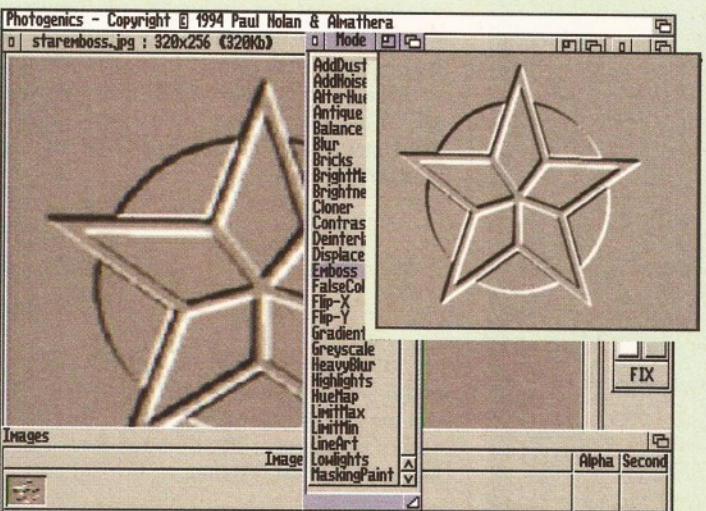 Photogenics - Copyright © 1994 Paul Nolan & Almathera
staremboss.jpg : 320x256 (320Kb)
Mode
AddDust
AddNoise
AlterHue
Antique
Balance
Blur
Bricks
BrightMa
Brightne
Cloner
Contras
Deinterl
Displace
Emboss
FalseCol
Flip-X
Flip-Y
Gradient
Greyscale
HeavyBlur
Highlights
HueMap
LimitMax
LimitMin
LineArt
Lowlights
MaskingPaint
FIX
Images
Image
Alpha
Second